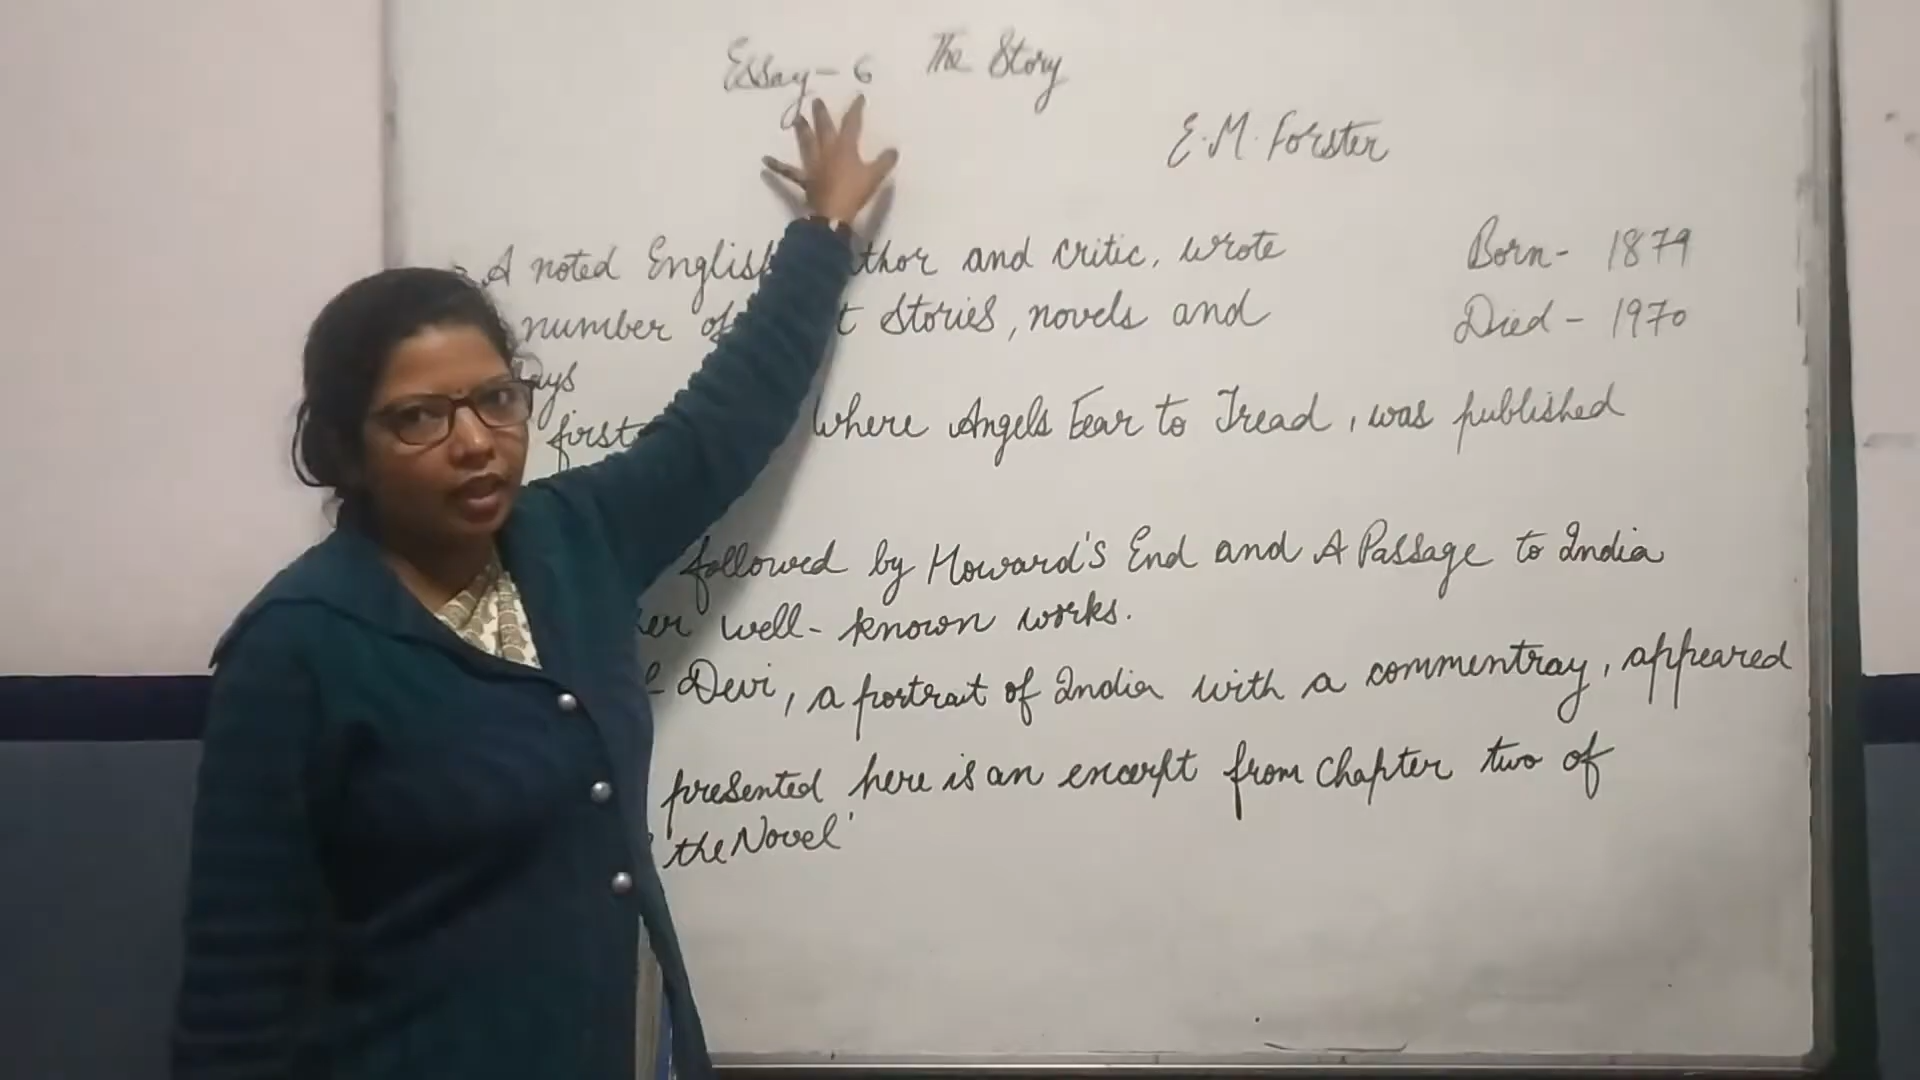 Essay - 6 The Story
E. M. Forster
A noted English thor and critic, wrote
Born - 1879
number of t stories, novels and
Died - 1970
ays
first Where Angels Fear to Tread, was published
followed by Howard's End and A Passage to India
er well-known works.
Devi, a portrait of India with a commentray, appeared
presented here is an encerpt from chapter two of
the Novel'